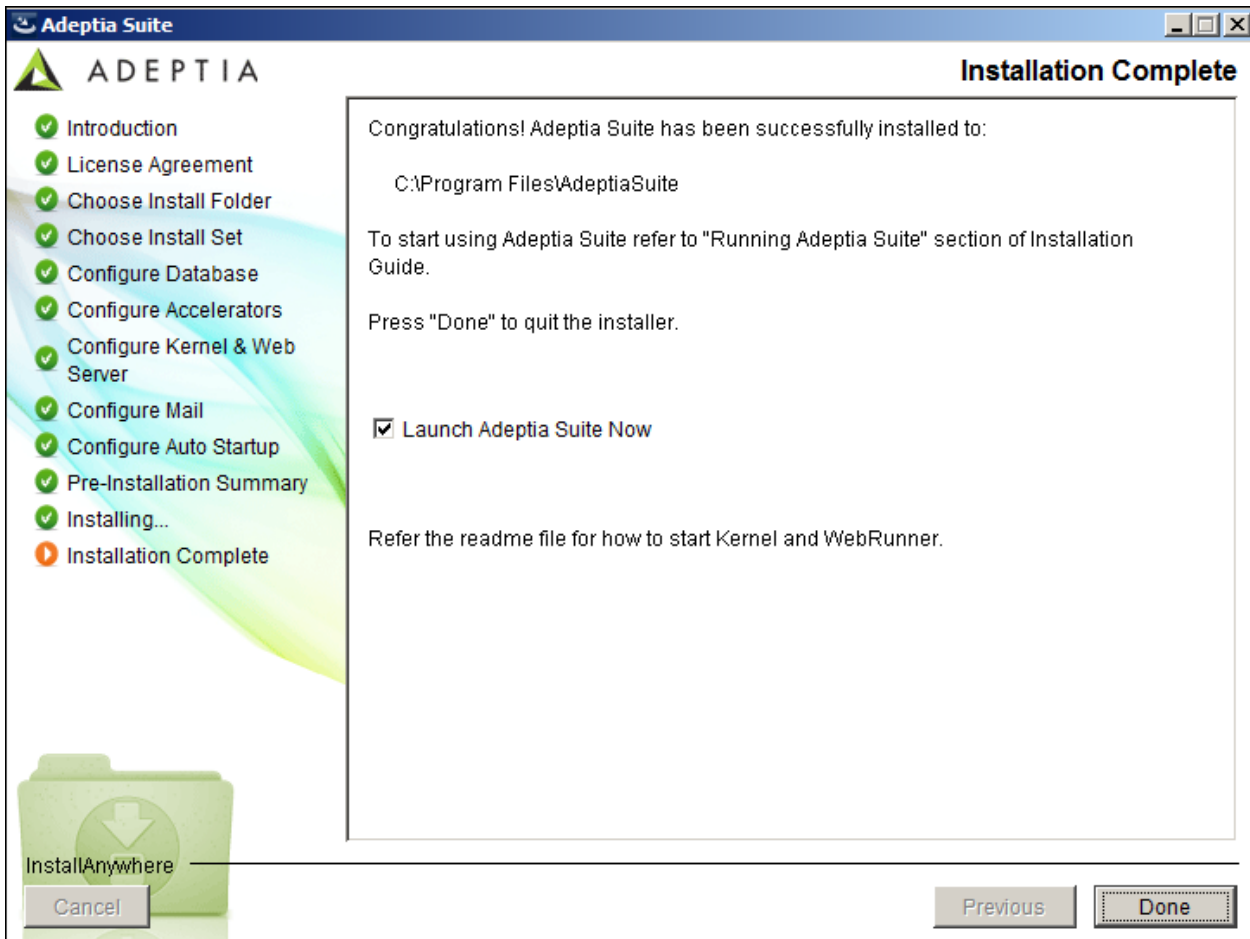 Adeptia Suite
ADEPTIA
Installation Complete
Introduction
License Agreement
Choose Install Folder
Choose Install Set
Configure Database
Configure Accelerators
Configure Kernel & Web
Server
Configure Mail
Configure Auto Startup
Pre-Installation Summary
Installing...
Installation Complete
Congratulations! Adeptia Suite has been successfully installed to:
C:\Program Files\AdeptiaSuite
To start using Adeptia Suite refer to "Running Adeptia Suite" section of Installation
Guide.
Press "Done" to quit the installer.
Launch Adeptia Suite Now
Refer the readme file for how to start Kernel and WebRunner.
InstallAnywhere
Cancel
Previous
Done